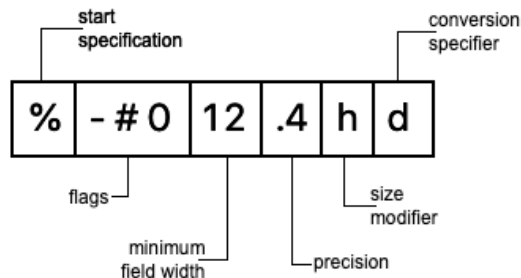 start
specification
conversion
specifier
% -#0 12 .4 h d
flags
size
modifier
minimum
field width
precision